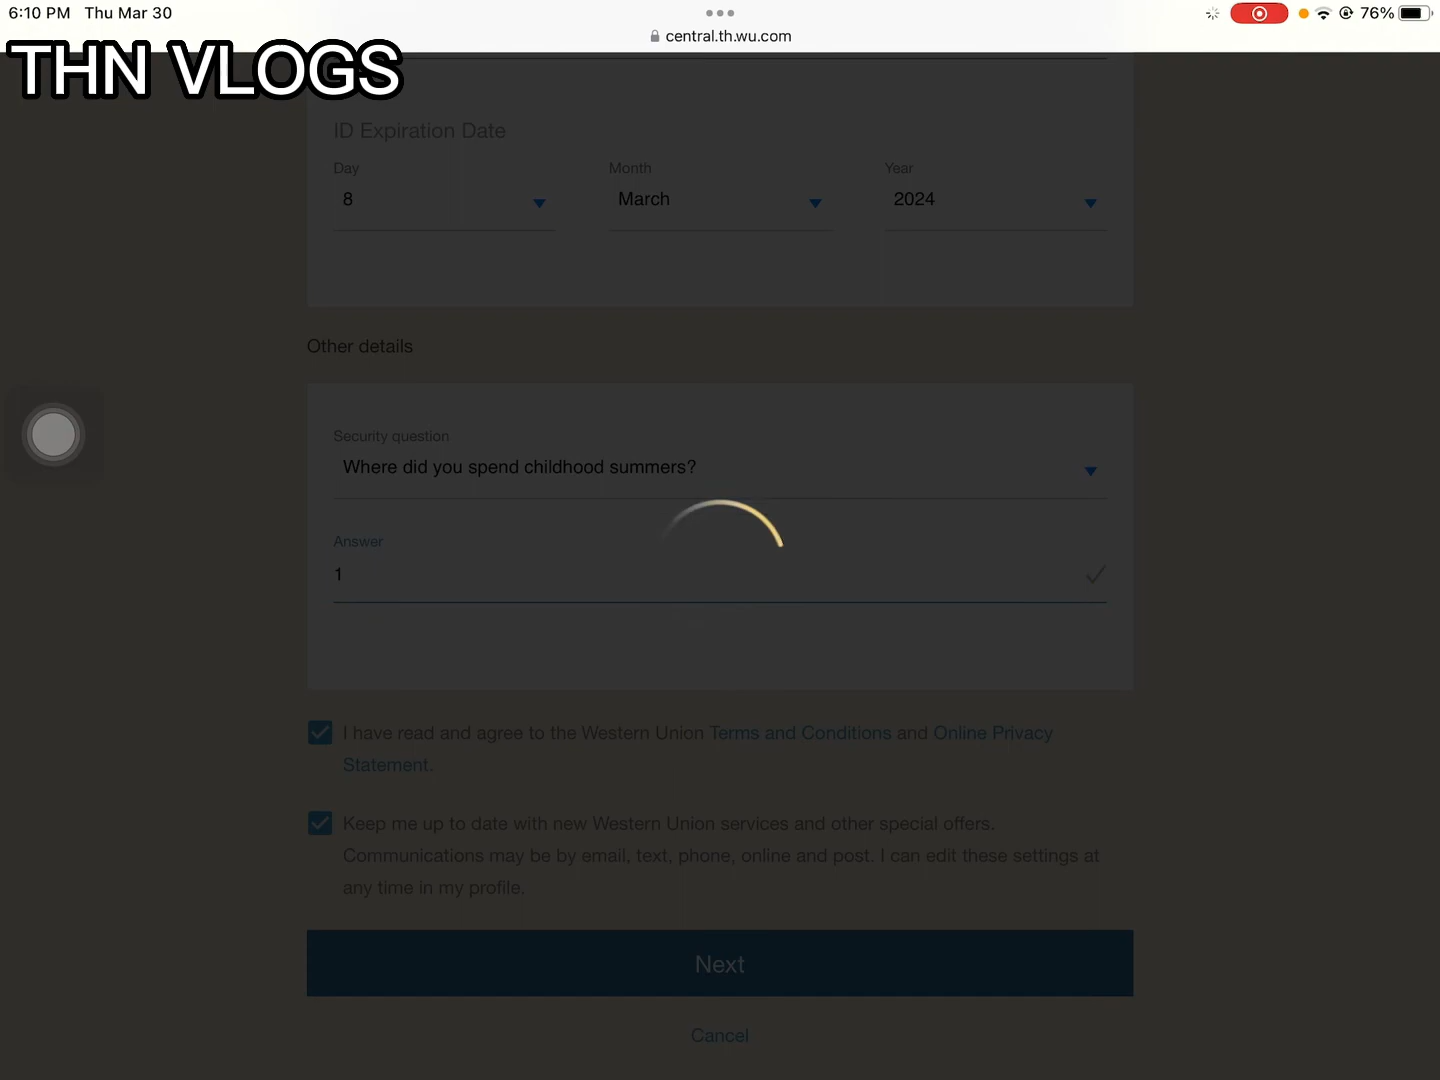 6:10 PM Thu Mar 30
76%
central.th.wu.com
THN VLOGS
ID Expiration Date
Day
Month
Year
8
March
2024
Other details
Security question
Where did you spend childhood summers?
Answer
1
I have read and agree to the Western Union Terms and Conditions and Online Privacy
Statement.
Keep me up to date with new Western Union services and other special offers.
Communications may be by email, text, phone, online and post. I can edit these settings at
any time in my profile.
Next
Cancel